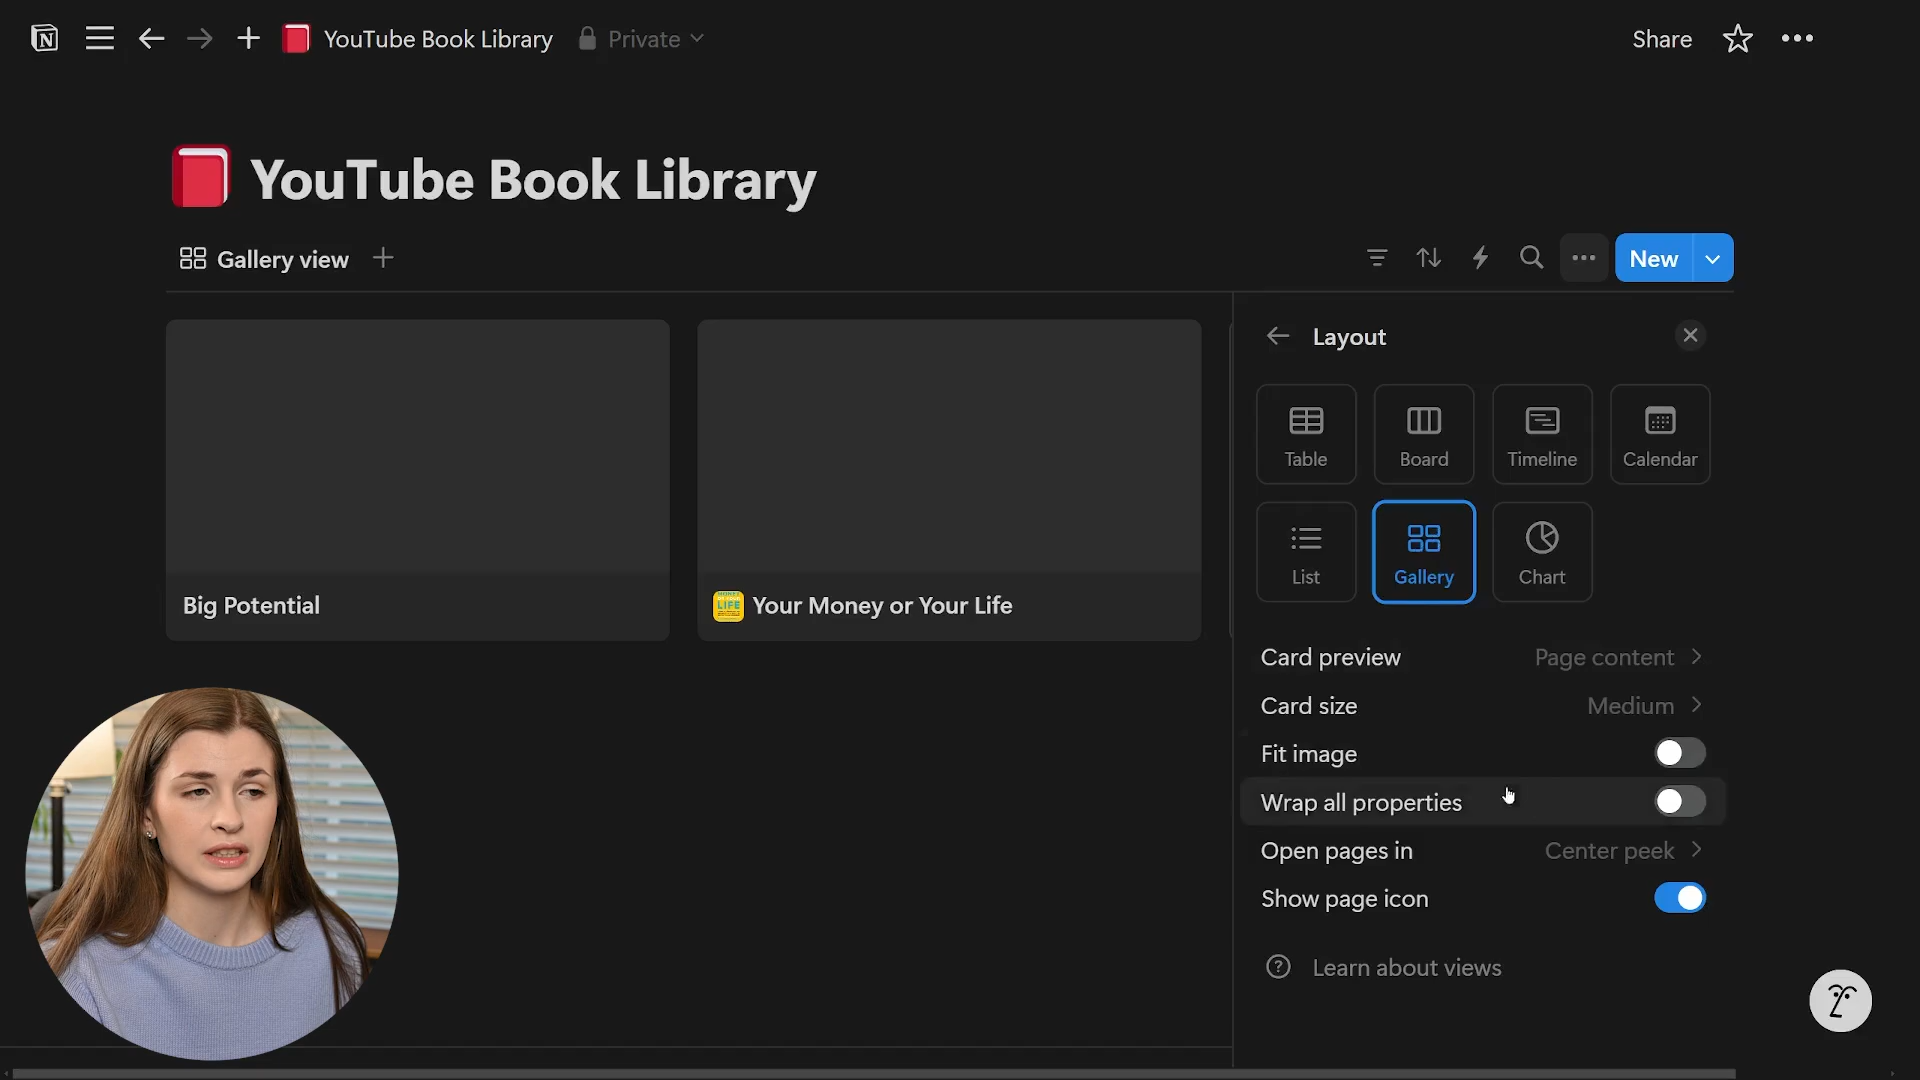 YouTube Book Library
Private
Share
YouTube Book Library
Gallery view
New
Layout
Table
Board
Timeline
Calendar
List
Gallery
Chart
Big Potential
LIFE
Your Money or Your Life
Card preview
Page content
Card size
Medium
Fit image
Wrap all properties
Open pages in
Center peek
Show page icon
Learn about views